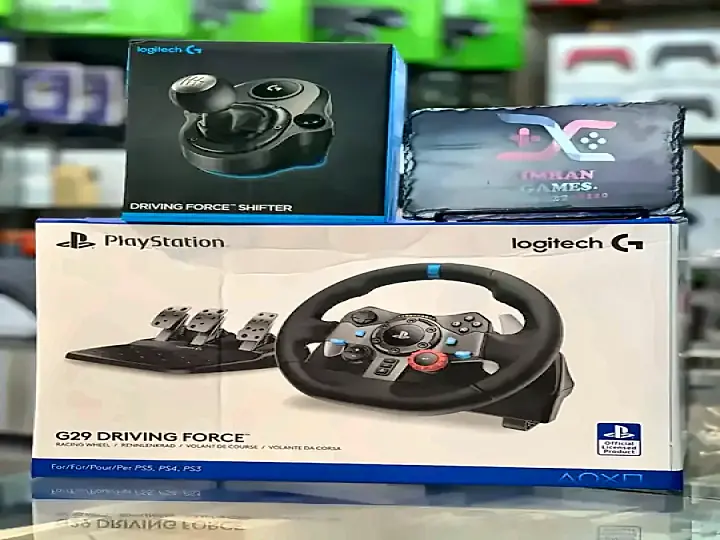 logitech G
DRIVING FORCE™ SHIFTER
IMRAN
GAMES.
PlayStation
logitech G
G29 DRIVING FORCE™
RACING WHEEL / RENNLENKRAD / VOLANT DE COURSE / VOLANTE DA CORSA
Official
Licensed
Product
For/Für/Pour/Per PS5, PS4, PS3